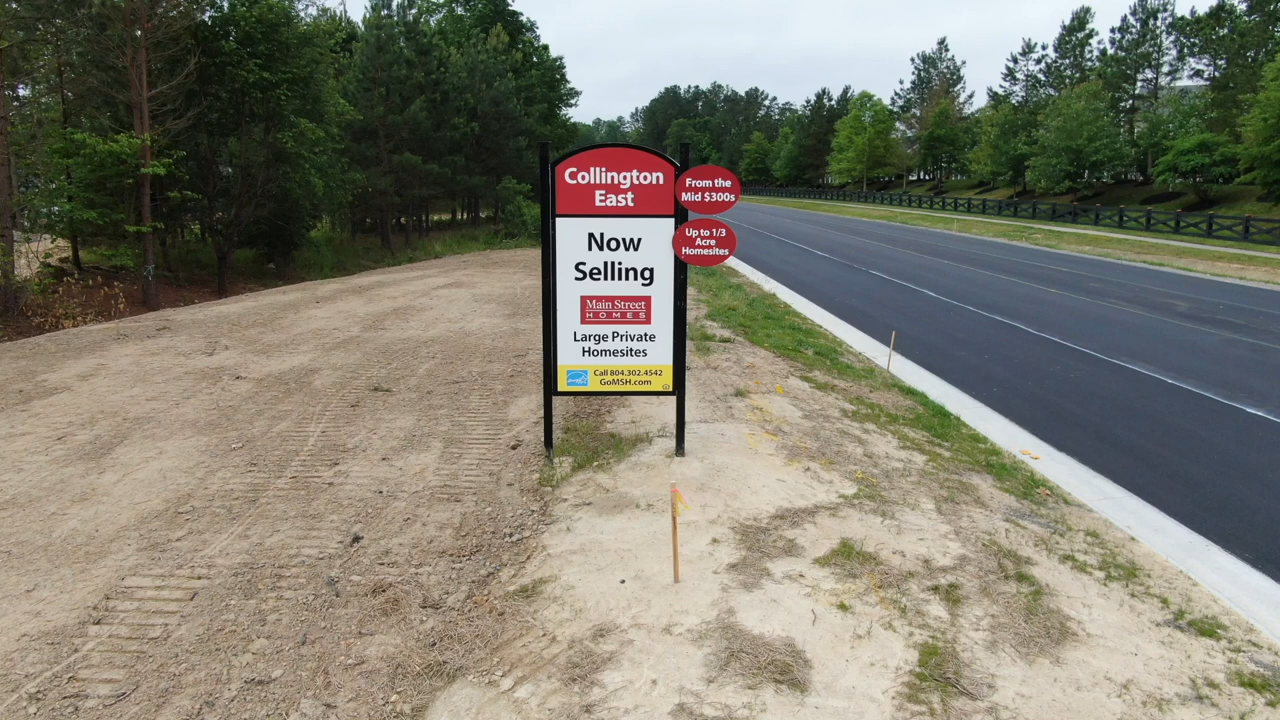 Collington
East
From the
Mid $300s
Up to 1/3
Acre
Homesites
Now
Selling
Main Street
HOMES
Large Private
Homesites
Call 804.302.4542
GoMSH.com